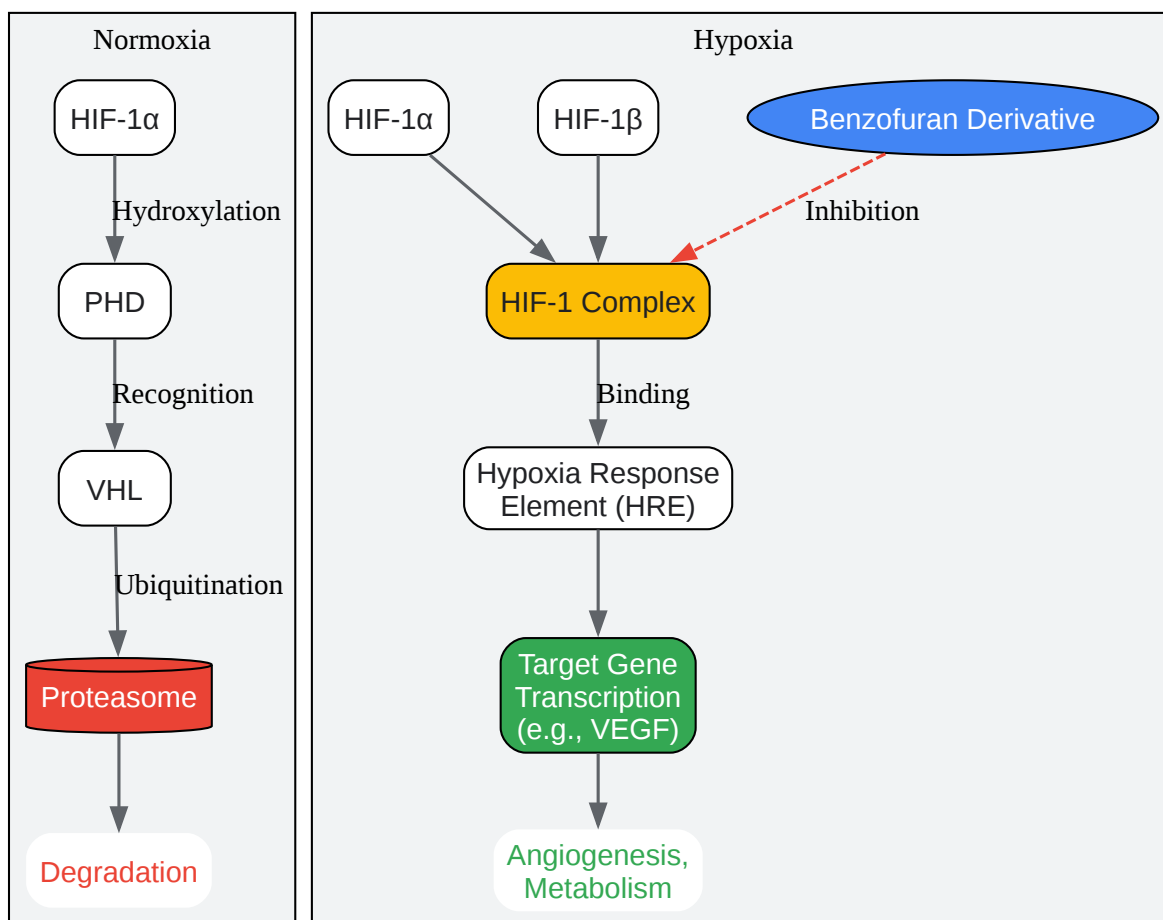 Normoxia
HIF-1α
Hydroxylation
PHD
Recognition
VHL
Ubiquitination
Proteasome
Degradation
Hypoxia
HIF-1α
HIF-1β
Benzofuran Derivative
Inhibition
HIF-1 Complex
Binding
Hypoxia Response
Element (HRE)
Target Gene
Transcription
(e.g., VEGF)
Angiogenesis,
Metabolism